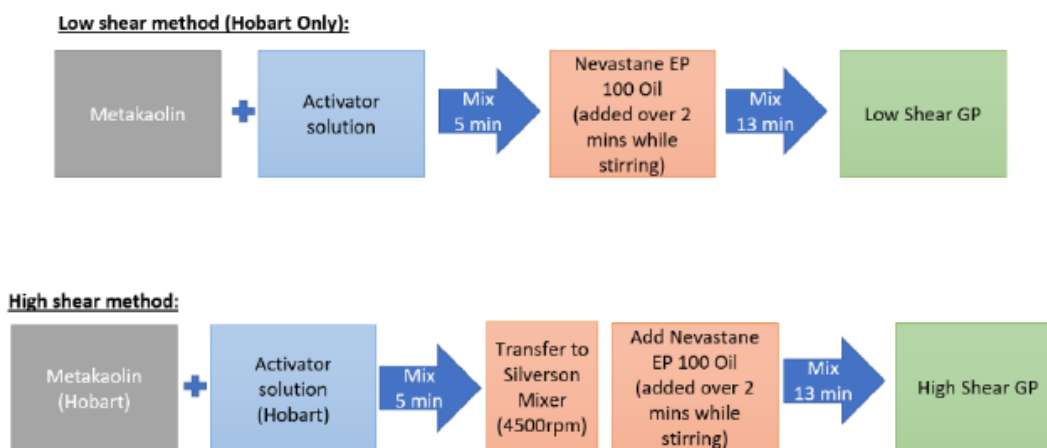 Low shear method (Hobart Only):
Metakaolin
Activator
solution
Mix
5 min
Nevastane EP
100 Oil
(added over 2
mins while
stirring)
Mix
13 min
Low Shear GP
High shear method:
Metakaolin
(Hobart)
Activator
solution
(Hobart)
Mix
5 min
Transfer to
Silverson
Mixer
(4500rpm)
Add Nevastane
EP 100 Oil
(added over 2
mins while
stirring)
Mix
13 min
High Shear GP